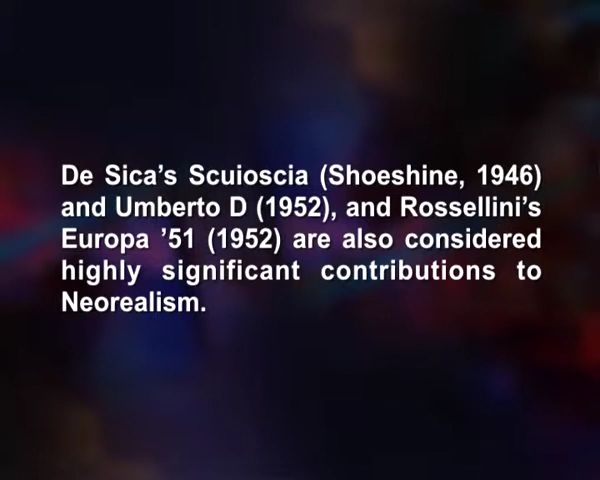 De Sica’s Scuioscia (Shoeshine, 1946)
and Umberto D (1952), and Rossellini’s
Europa ’51 (1952) are also considered
highly significant contributions to
Neorealism.